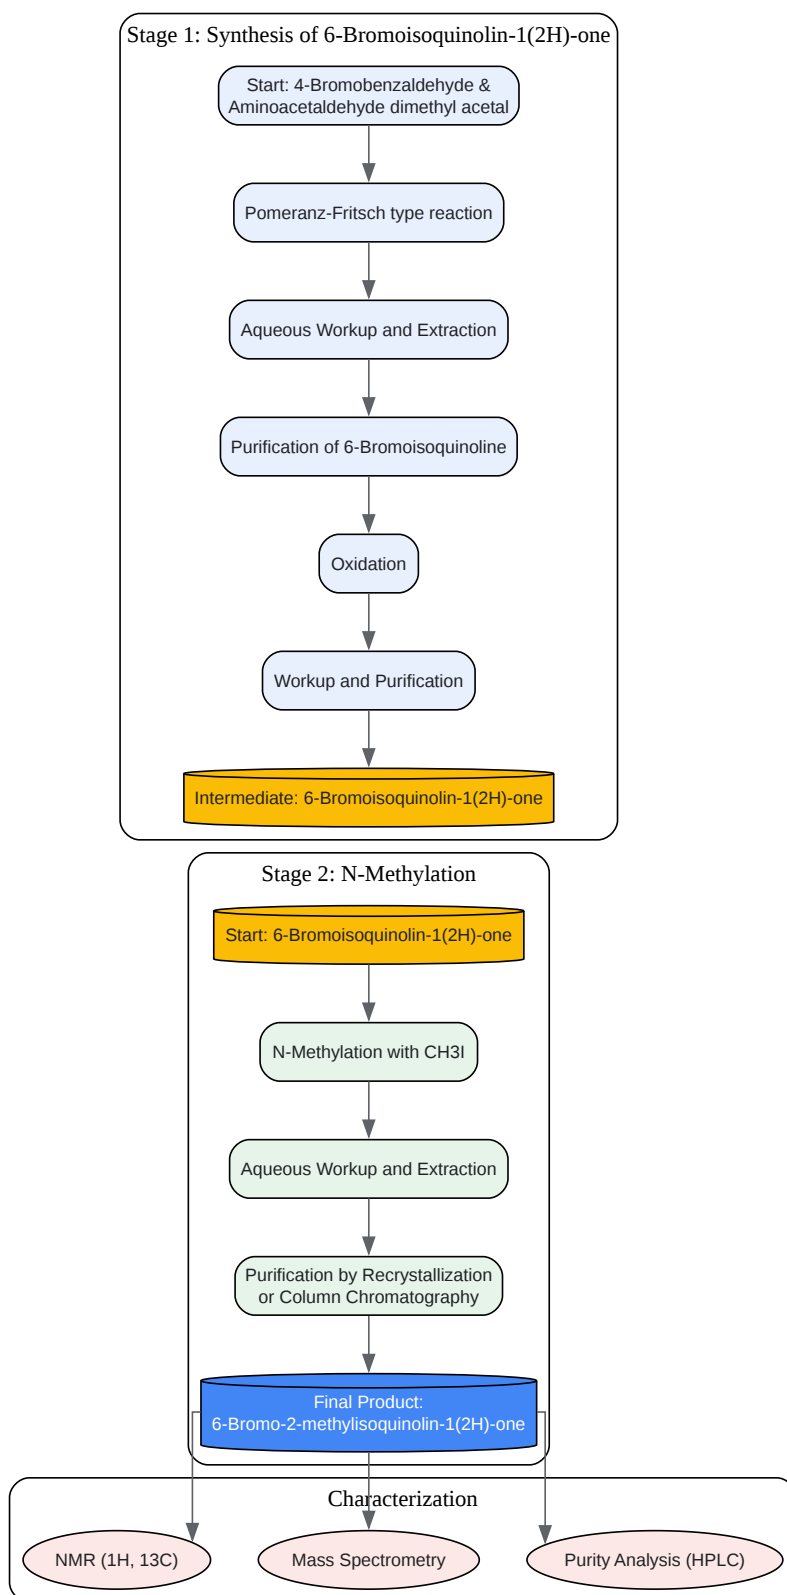 Stage 1: Synthesis of 6-Bromoisoquinolin-1(2H)-one
Start: 4-Bromobenzaldehyde &
Aminoacetaldehyde dimethyl acetal
Pomeranz-Fritsch type reaction
Aqueous Workup and Extraction
Purification of 6-Bromoisoquinoline
Oxidation
Workup and Purification
Intermediate: 6-Bromoisoquinolin-1(2H)-one
Stage 2: N-Methylation
Start: 6-Bromoisoquinolin-1(2H)-one
N-Methylation with CH3I
Aqueous Workup and Extraction
Purification by Recrystallization
or Column Chromatography
Final Product:
6-Bromo-2-methylisoquinolin-1(2H)-one
Characterization
NMR (1H, 13C)
Mass Spectrometry
Purity Analysis (HPLC)